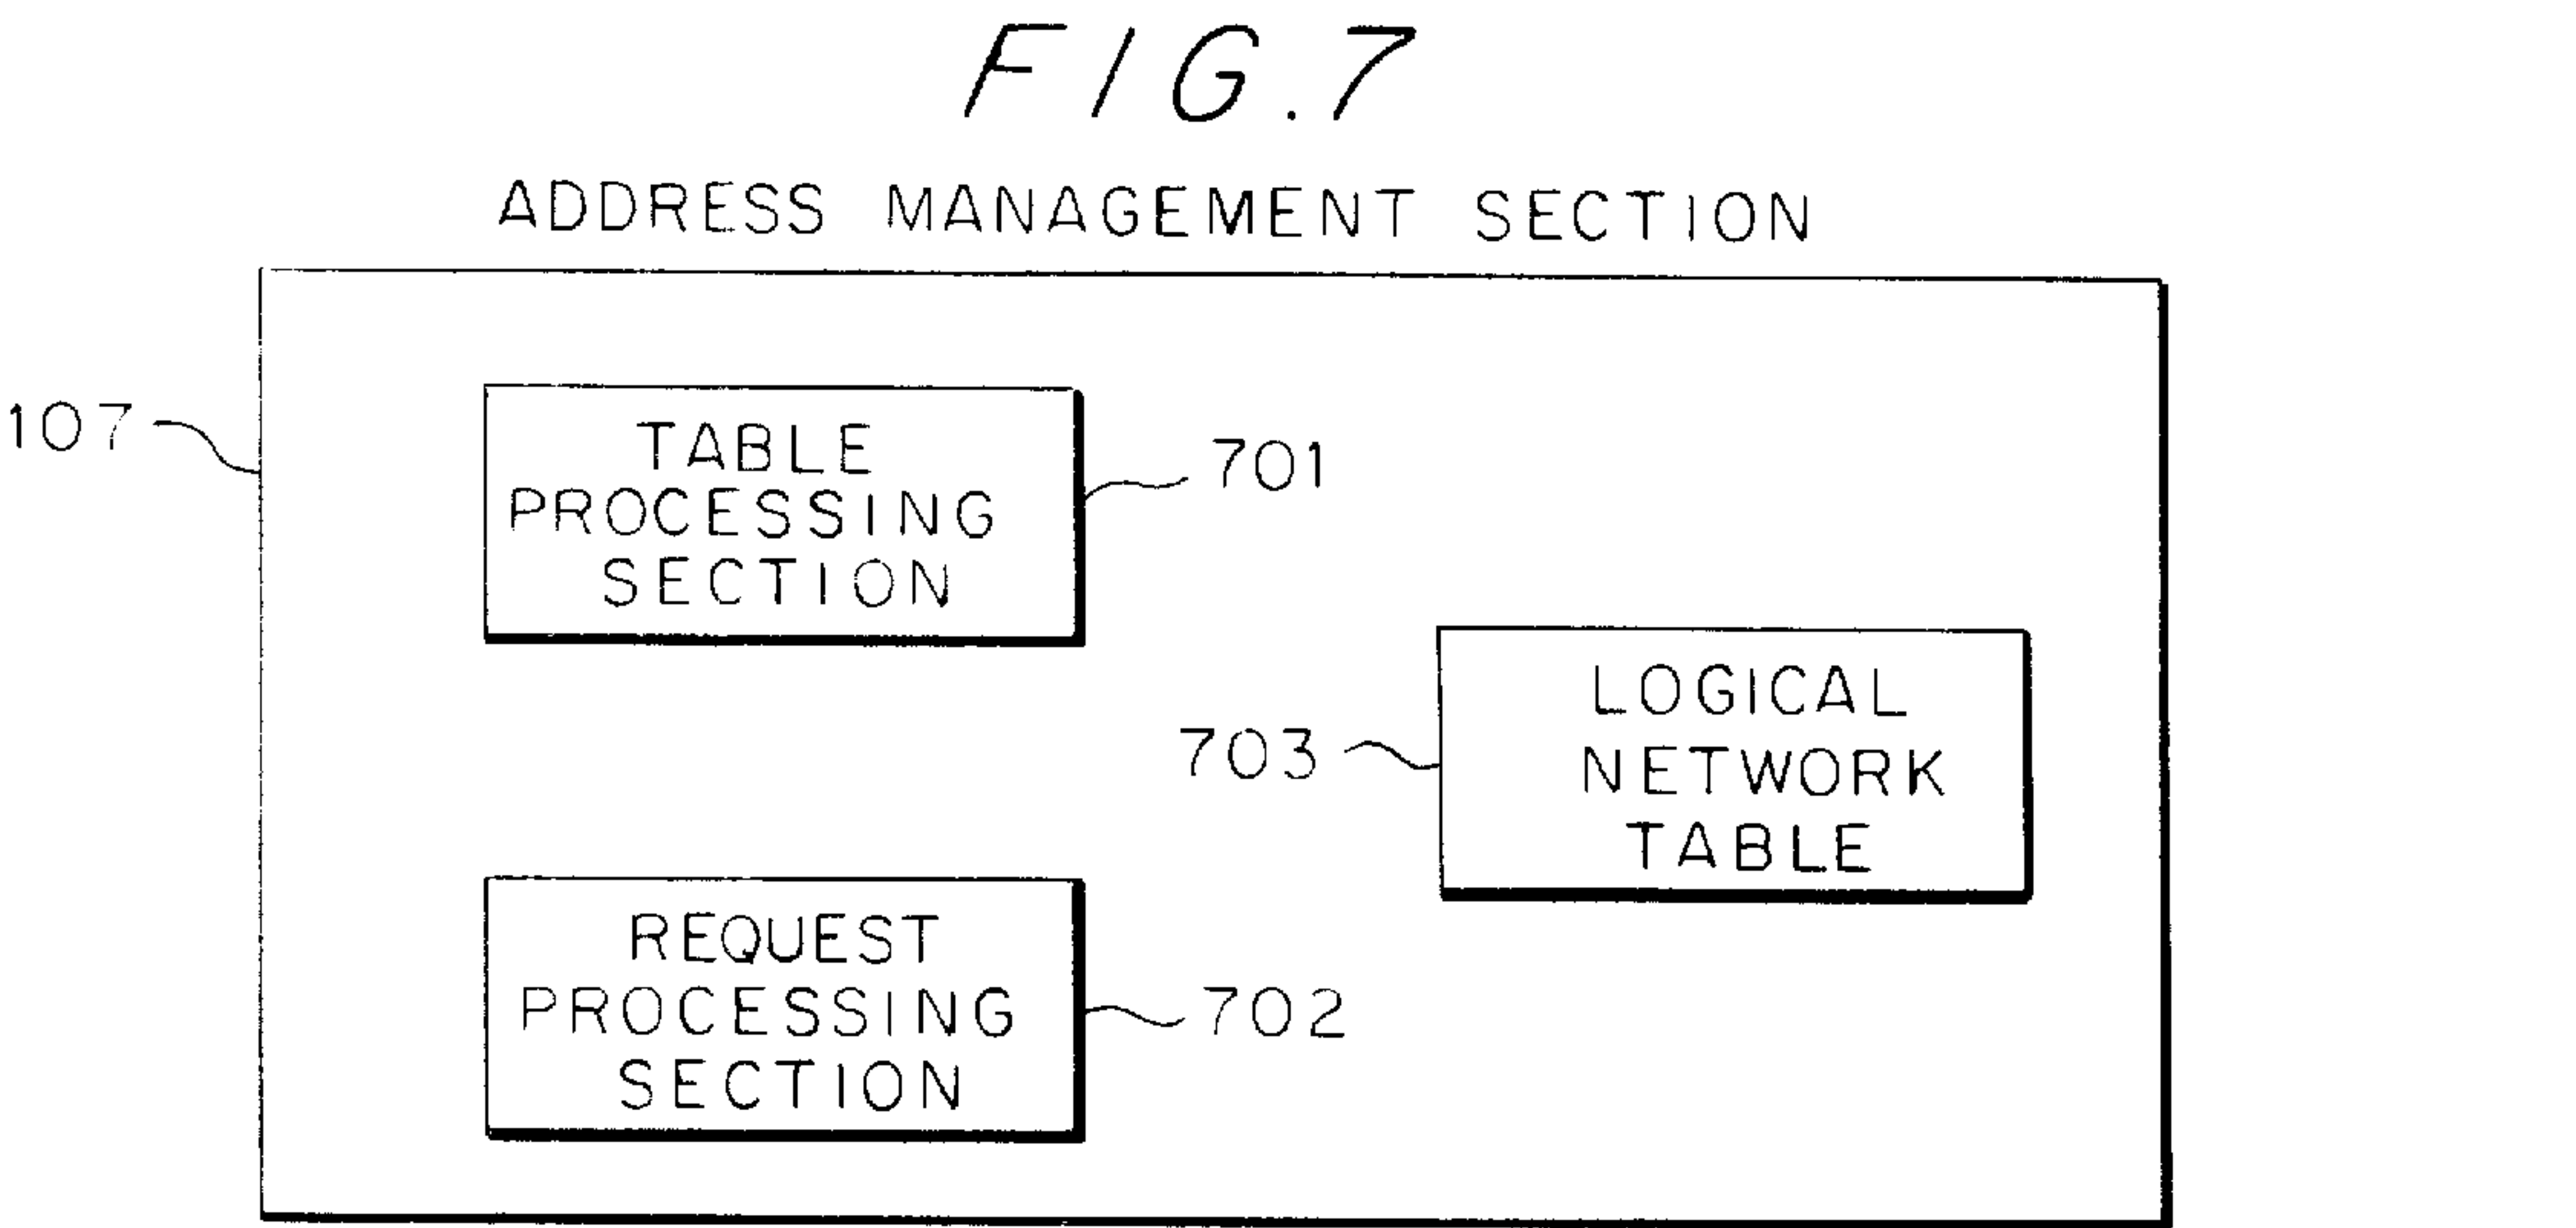 FIG.7
ADDRESS MANAGEMENT SECTION
107
TABLE
PROCESSING
SECTION
701
703
LOGICAL
NETWORK
TABLE
REQUEST
PROCESSING
SECTION
702